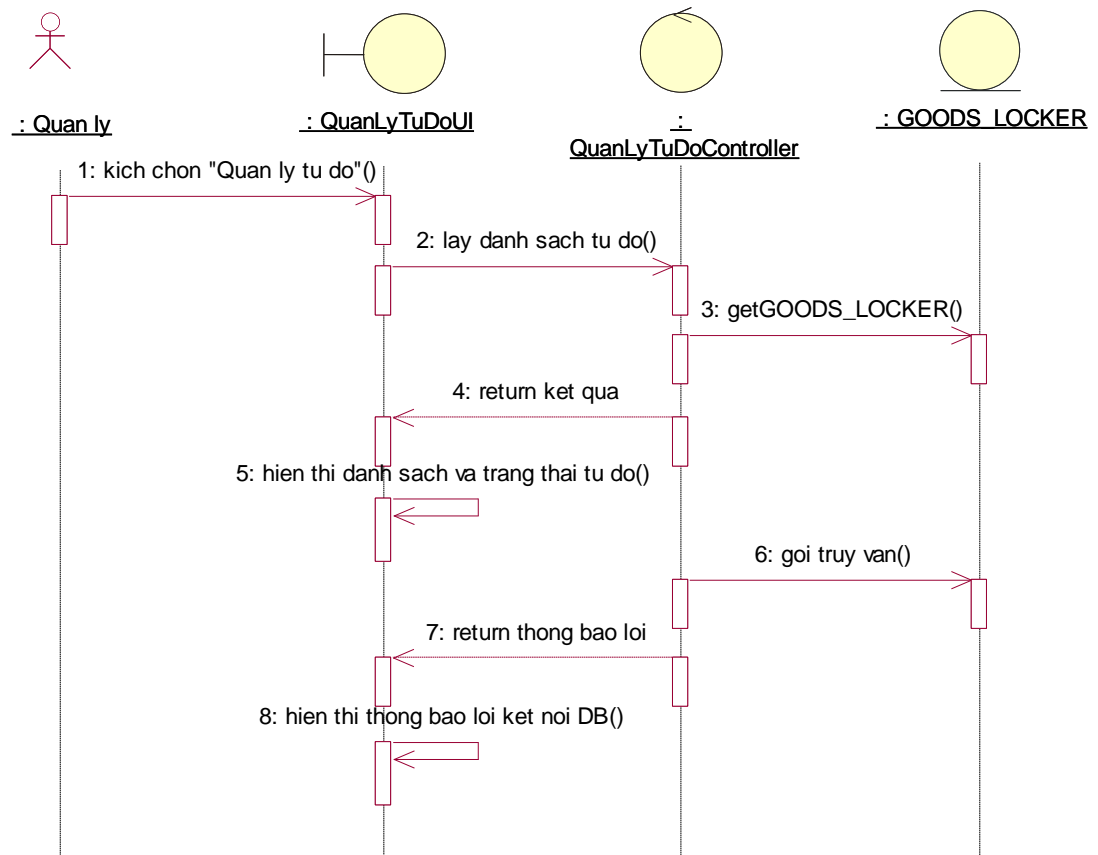 : Quan ly
: QuanLyTuDoUI
:
QuanLyTuDoController
: GOODS_LOCKER
1: kich chon "Quan ly tu do"()
2: lay danh sach tu do()
3: getGOODS_LOCKER()
4: return ket qua
5: hien thi danh sach va trang thai tu do()
6: goi truy van()
7: return thong bao loi
8: hien thi thong bao loi ket noi DB()